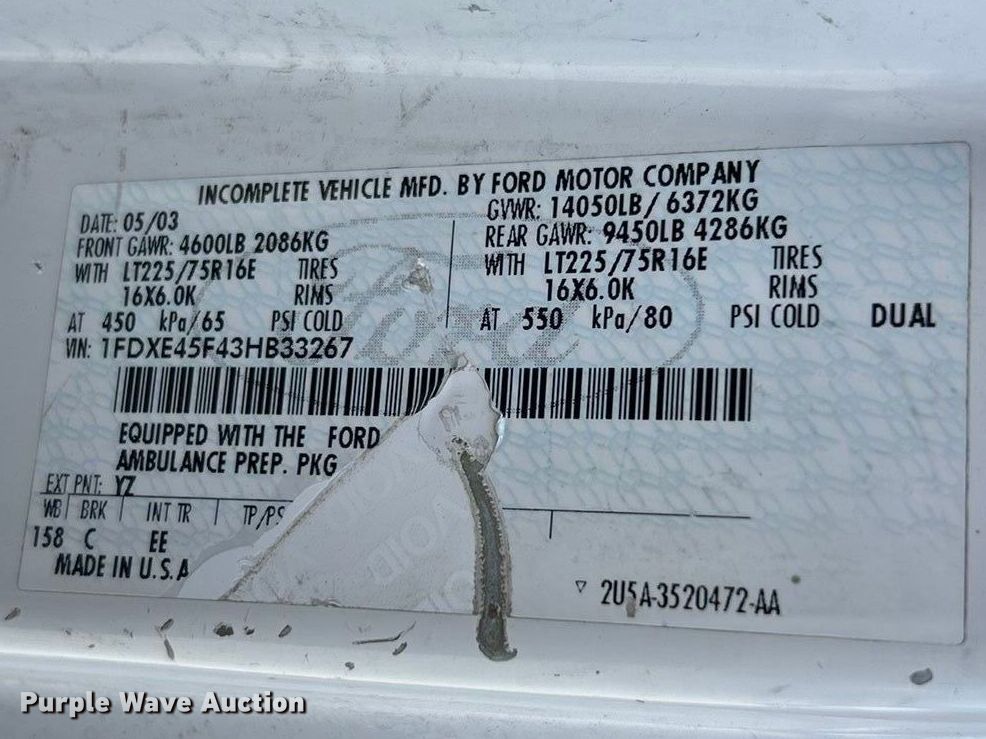 INCOMPLETE VEHICLE MFD. BY FORD MOTOR COMPANY
DATE: 05/03 GVWR: 14050LB/ 6372KG
FRONT GAWR: 4600LB 2086KG REAR GAWR: 9450LB 4286KG
WITH LT225/75R16E TIRES WITH LT225/75R16E TIRES
16X6.0K RIMS 16X6.0K RIMS
AT 450 kPa/65 PSI COLD AT 550 kPa/80 PSI COLD DUAL
VIN: 1FDXE45F43HB33267
EQUIPPED WITH THE FORD
AMBULANCE PREP. PKG
EXT PNT: YZ
WB BRK INT TR TP/PS
158 C EE
MADE IN U.S.A
2U5A-3520472-AA
Ford
VOID
Purple Wave Auction